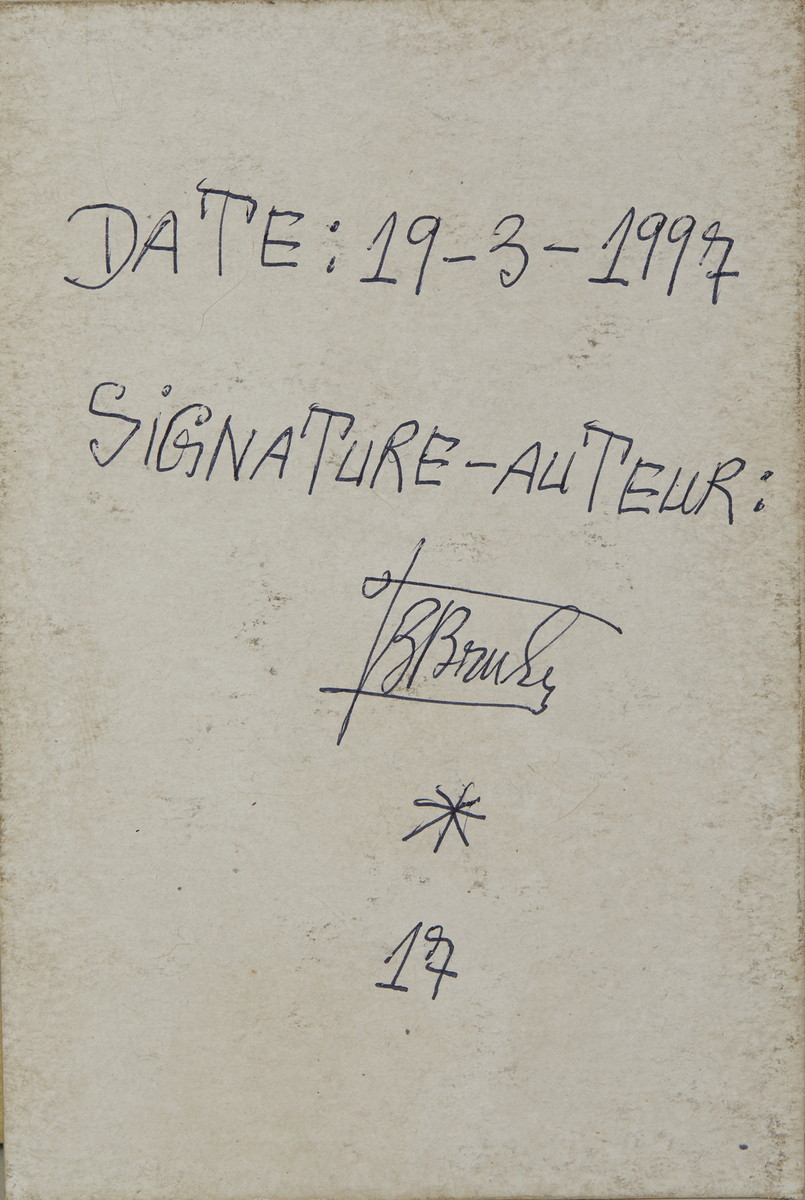 DATE: 19-3-1997
SIGNATURE-AUTEUR:
*
17